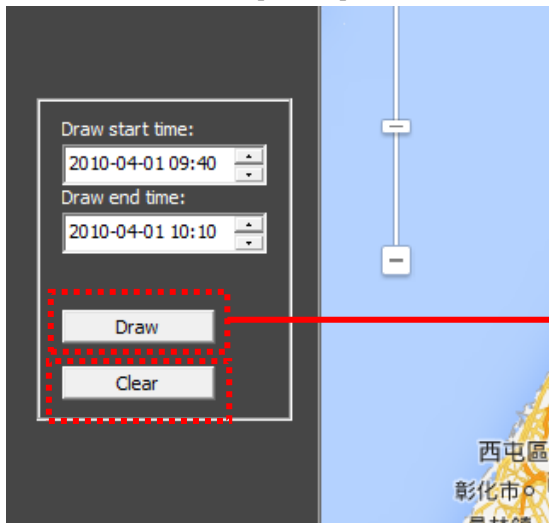 Draw start time:
2010-04-01 09:40
Draw end time:
2010-04-01 10:10
Draw
Clear
西屯區
彰化市